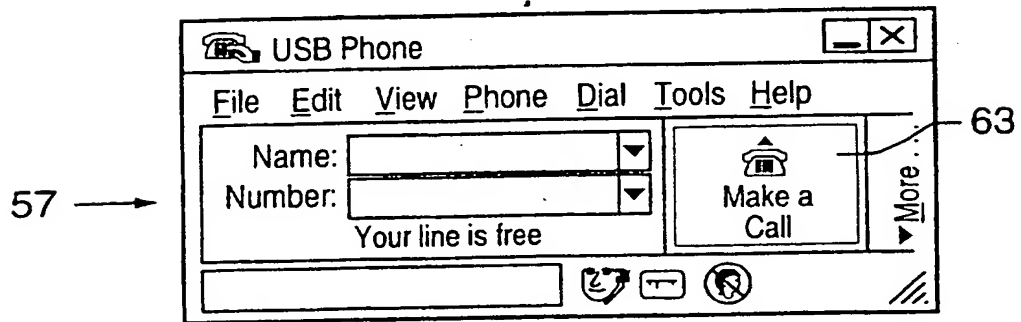 USB Phone
File Edit View Phone Dial Tools Help
Name:
Number:
Your line is free
Make a
Call
More...
57
63